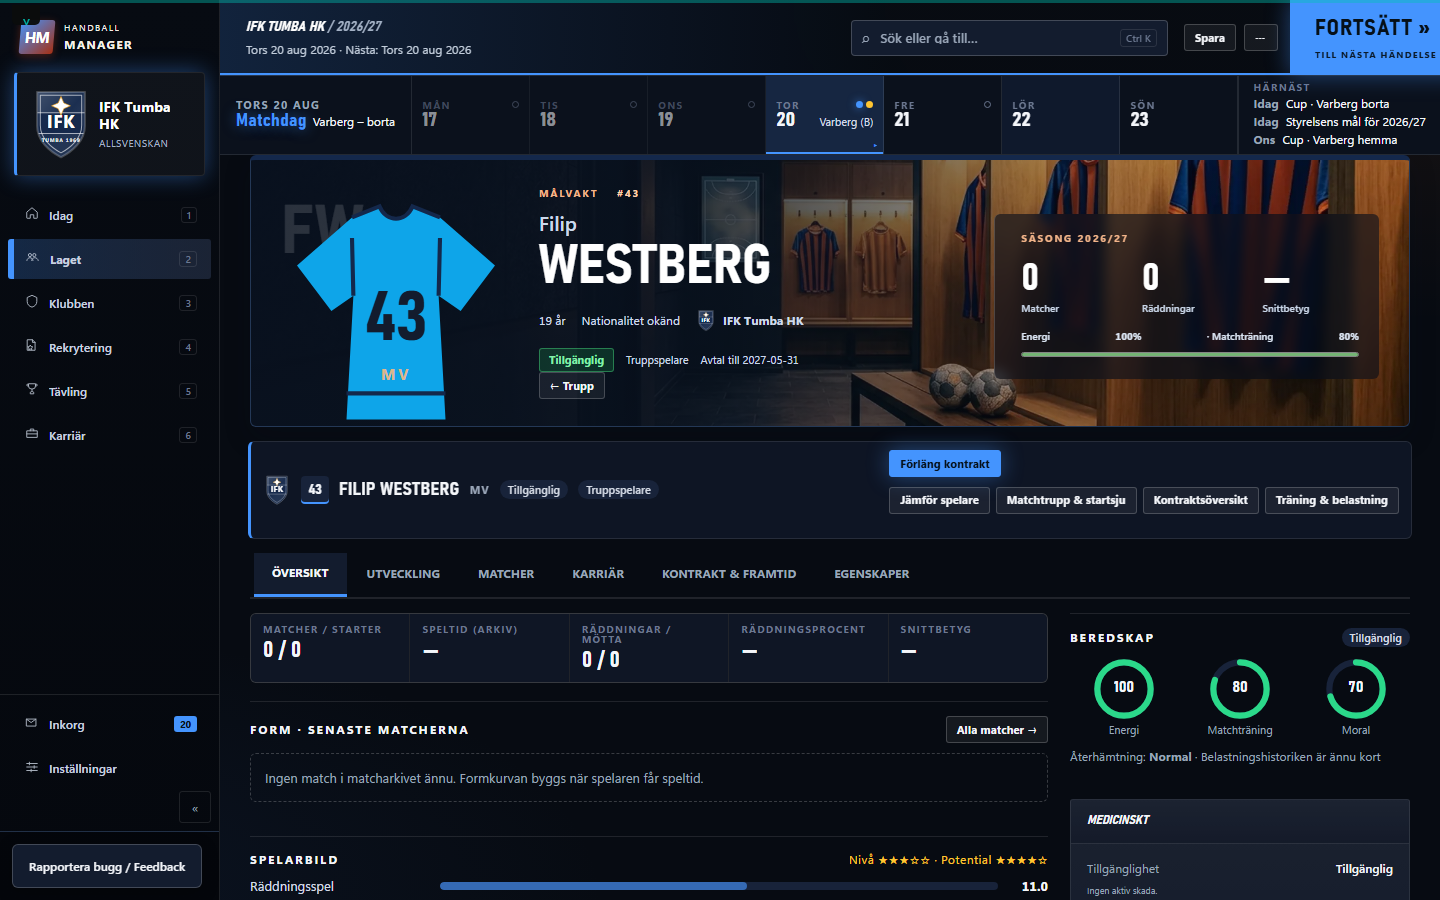 HM
HANDBALL
MANAGER
IFK TUMBA HK / 2026/27
Tors 20 aug 2026 · Nästa: Tors 20 aug 2026
Sök eller gå till...
Ctrl K
Spara
---
FORTSÄTT »
TILL NÄSTA HÄNDELSE
IFK
TUMBA 1966
IFK Tumba
HK
ALLSVENSKAN
TORS 20 AUG
Matchdag Varberg – borta
MÅN
17
TIS
18
ONS
19
TOR
20
Varberg (B)
FRE
21
LÖR
22
SÖN
23
HÄRNÄST
Idag Cup · Varberg borta
Idag Styrelsens mål för 2026/27
Ons Cup · Varberg hemma
Idag 1
Laget 2
Klubben 3
Rekrytering 4
Tävling 5
Karriär 6
Inkorg 20
Inställningar
«
Rapportera bugg / Feedback
FW
43
MV
MÅLVAKT #43
Filip
WESTBERG
19 år Nationalitet okänd IFK IFK Tumba HK
Tillgänglig Truppspelare Avtal till 2027-05-31
← Trupp
SÄSONG 2026/27
0
Matcher
0
Räddningar
—
Snittbetyg
Energi 100% · Matchträning 80%
IFK
43 FILIP WESTBERG MV Tillgänglig Truppspelare
Förläng kontrakt
Jämför spelare
Matchtrupp & startsju
Kontraktsöversikt
Träning & belastning
ÖVERSIKT
UTVECKLING
MATCHER
KARRIÄR
KONTRAKT & FRAMTID
EGENSKAPER
MATCHER / STARTER
0 / 0
SPELTID (ARKIV)
—
RÄDDNINGAR /
MÖTTA
0 / 0
RÄDDNINGSPROCENT
—
SNITTBETYG
—
FORM · SENASTE MATCHERNA
Alla matcher →
Ingen match i matcharkivet ännu. Formkurvan byggs när spelaren får speltid.
SPELARBILD
Nivå ★★★☆☆ · Potential ★★★★☆
Räddningsspel 11.0
BEREDSKAP
Tillgänglig
100
Energi
80
Matchträning
70
Moral
Återhämtning: Normal · Belastningshistoriken är ännu kort
MEDICINSKT
Tillgänglighet Tillgänglig
Ingen aktiv skada.